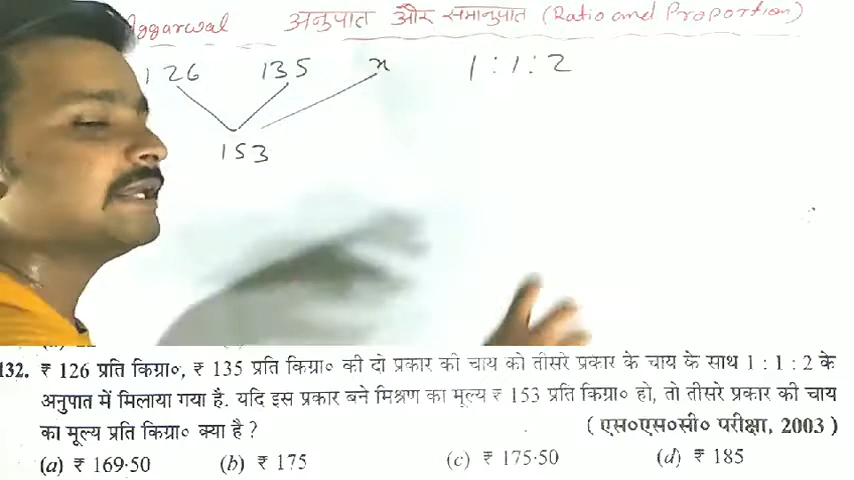 Aggarwal अनुपात और समानुपात (Ratio and Proportion)
126 135 x 1:1:2
153
132. ₹ 126 प्रति किग्रा०, ₹ 135 प्रति किग्रा० की दो प्रकार की चाय को तीसरे प्रकार के चाय के साथ 1 : 1 : 2 के
अनुपात में मिलाया गया है. यदि इस प्रकार बने मिश्रण का मूल्य ₹ 153 प्रति किग्रा० हो, तो तीसरे प्रकार की चाय
का मूल्य प्रति किग्रा० क्या है ?
(एस०एस०सी० परीक्षा, 2003)
(a) ₹ 169·50 (b) ₹ 175 (c) ₹ 175·50 (d) ₹ 185